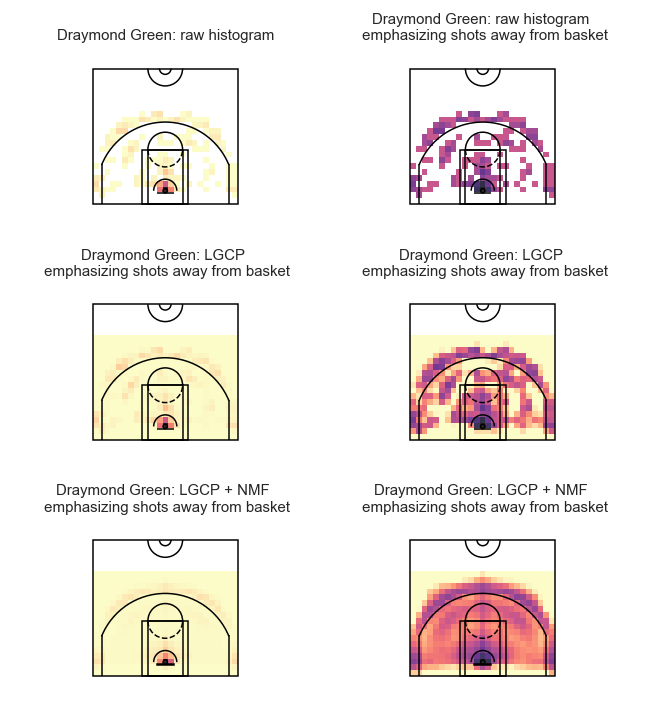 Draymond Green: raw histogram
Draymond Green: raw histogram
emphasizing shots away from basket
Draymond Green: LGCP
emphasizing shots away from basket
Draymond Green: LGCP
emphasizing shots away from basket
Draymond Green: LGCP + NMF
emphasizing shots away from basket
Draymond Green: LGCP + NMF
emphasizing shots away from basket